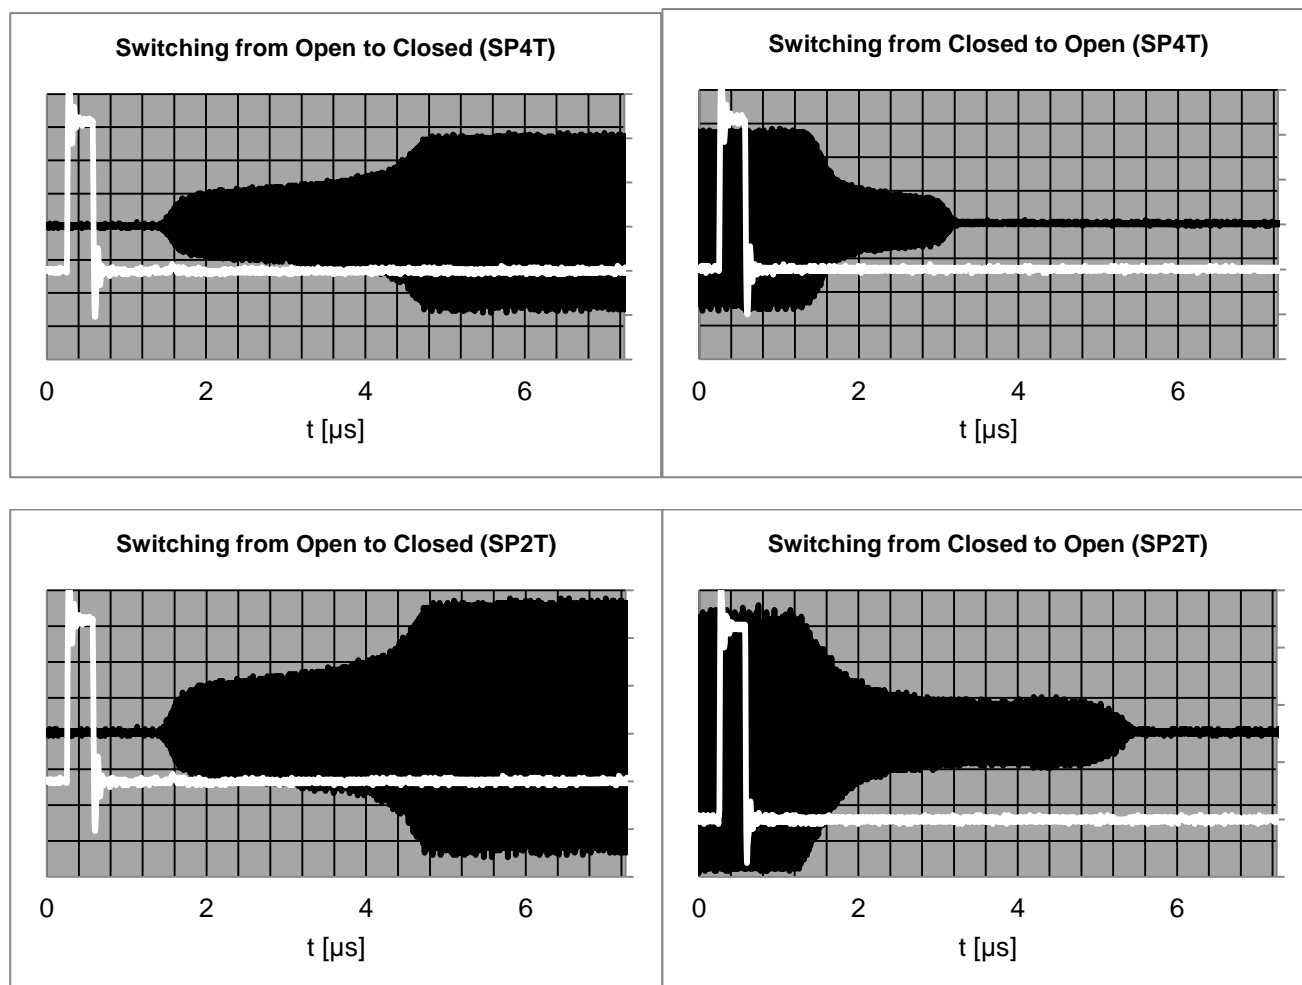 Switching from Open to Closed (SP4T)
0 2 4 6
t [µs]
Switching from Closed to Open (SP4T)
0 2 4 6
t [µs]
Switching from Open to Closed (SP2T)
0 2 4 6
t [µs]
Switching from Closed to Open (SP2T)
0 2 4 6
t [µs]